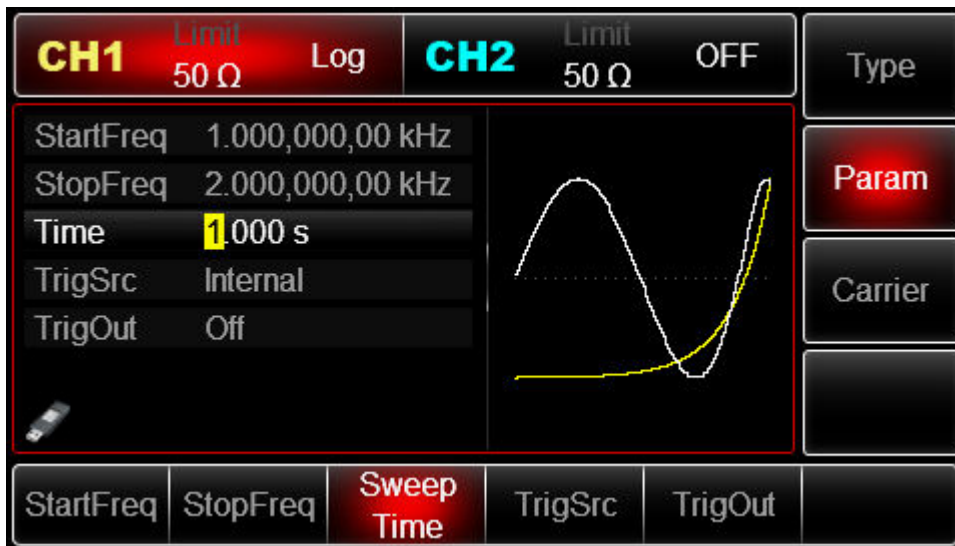 CH1 Limit 50 Ω Log CH2 Limit 50 Ω OFF
Type
StartFreq 1.000,000,00 kHz
StopFreq 2.000,000,00 kHz
Param
Time 1.000 s
TrigSrc Internal
Carrier
TrigOut Off
StartFreq StopFreq Sweep Time TrigSrc TrigOut